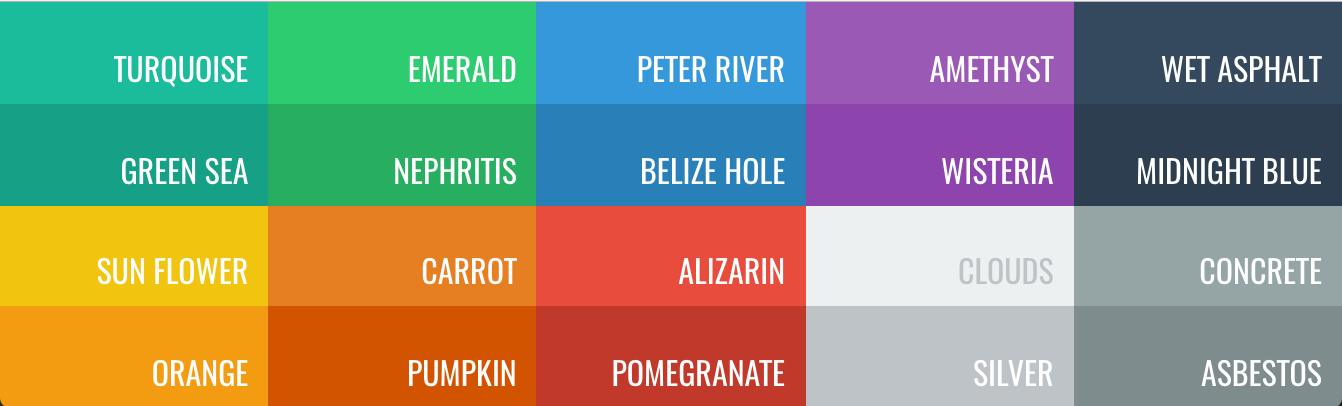 TURQUOISE
EMERALD
PETER RIVER
AMETHYST
WET ASPHALT
GREEN SEA
NEPHRITIS
BELIZE HOLE
WISTERIA
MIDNIGHT BLUE
SUN FLOWER
CARROT
ALIZARIN
CLOUDS
CONCRETE
ORANGE
PUMPKIN
POMEGRANATE
SILVER
ASBESTOS